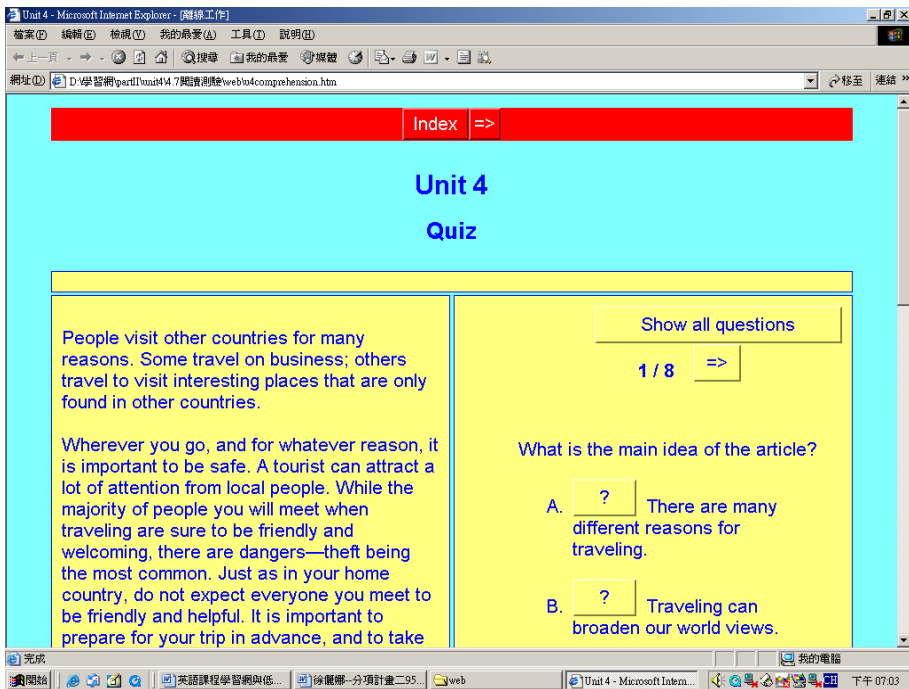 Unit 4 - Microsoft Internet Explorer - [離線工作]
檔案(F) 編輯(E) 檢視(V) 我的最愛(A) 工具(T) 說明(H)
上一頁 搜尋 我的最愛 媒體
網址(D) D:\學習網\partII\unit4\4.7閱讀測驗\web\u4comprehension.htm 移至 連結 »
Index =>
Unit 4
Quiz
People visit other countries for many
reasons. Some travel on business; others
travel to visit interesting places that are only
found in other countries.
Wherever you go, and for whatever reason, it
is important to be safe. A tourist can attract a
lot of attention from local people. While the
majority of people you will meet when
traveling are sure to be friendly and
welcoming, there are dangers—theft being
the most common. Just as in your home
country, do not expect everyone you meet to
be friendly and helpful. It is important to
prepare for your trip in advance, and to take
Show all questions
1 / 8 =>
What is the main idea of the article?
A. ? There are many
different reasons for
traveling.
B. ? Traveling can
broaden our world views.
完成 我的電腦
開始 英語課程學習網與低... 徐儷娜--分項計畫二95... web Unit 4 - Microsoft Intern... CH 下午 07:03